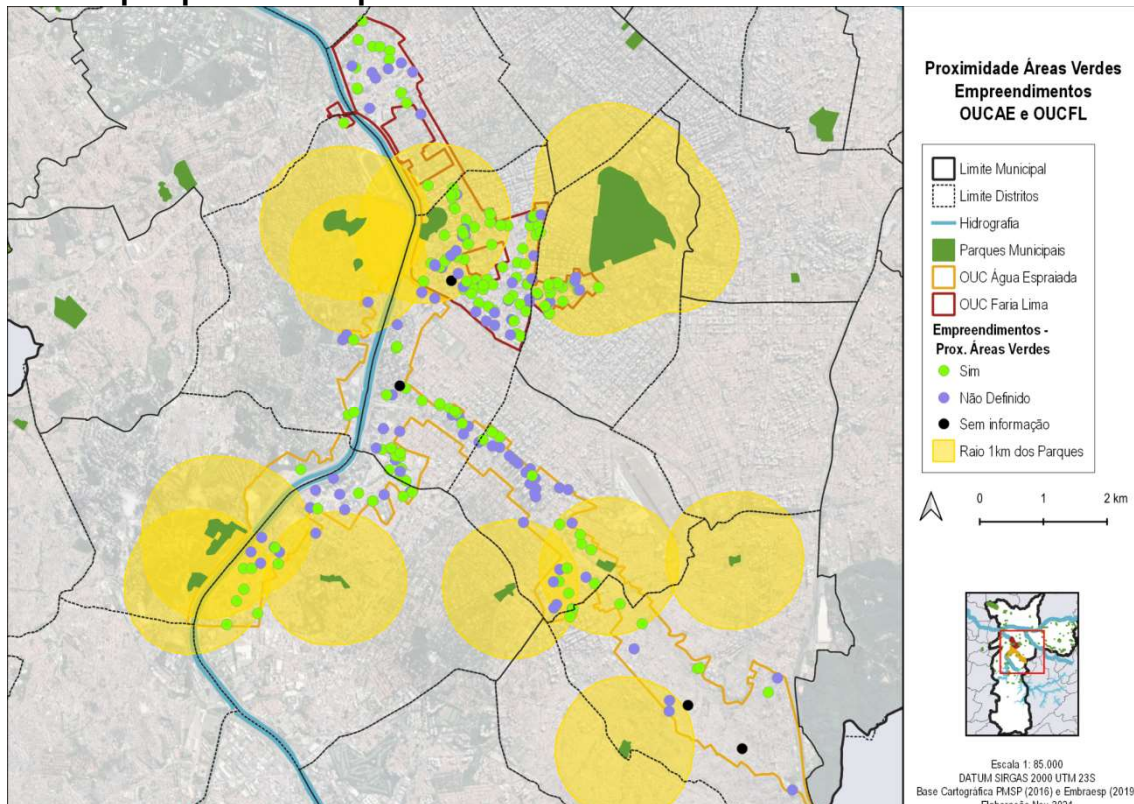 Proximidade Áreas Verdes
Empreendimentos
OUCAE e OUCFL
Limite Municipal
Limite Distritos
Hidrografia
Parques Municipais
OUC Água Espraiada
OUC Faria Lima
Empreendimentos -
Prox. Áreas Verdes
Sim
Não Definido
Sem informação
Raio 1km dos Parques
0 1 2 km
Escala 1: 85.000
DATUM SIRGAS 2000 UTM 23S
Base Cartográfica PMSP (2016) e Embraesp (2019